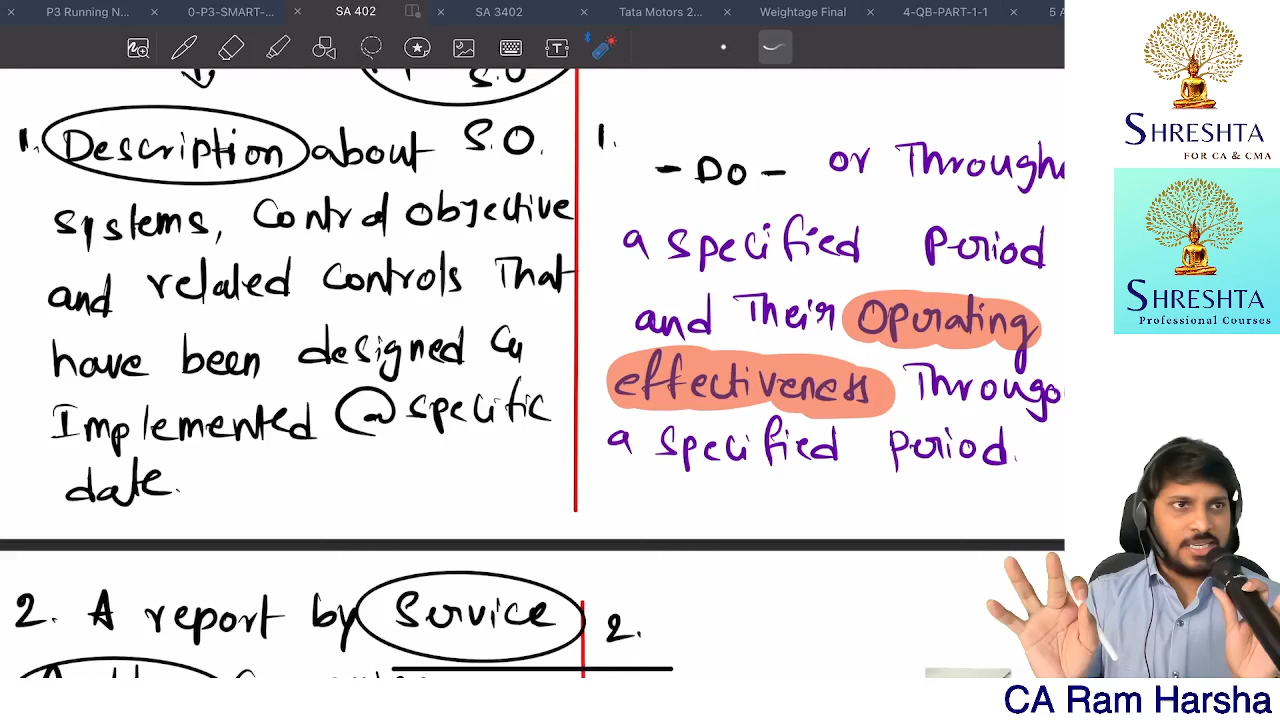 P3 Running N...
0-P3-SMART-...
SA 402
SA 3402
Tata Motors 2...
Weightage Final
4-QB-PART-1-1
5 A
S.O
1. Description about S.O.
systems, Control objective
and related controls That
have been designed &
Implemented @ specific
date.
1. -Do- or Througho
a specified Period
and Their Operating
effectiveness Througo
a specified period.
2. A report by Service
2.
SHRESHTA
FOR CA & CMA
SHRESHTA
Professional Courses
CA Ram Harsha